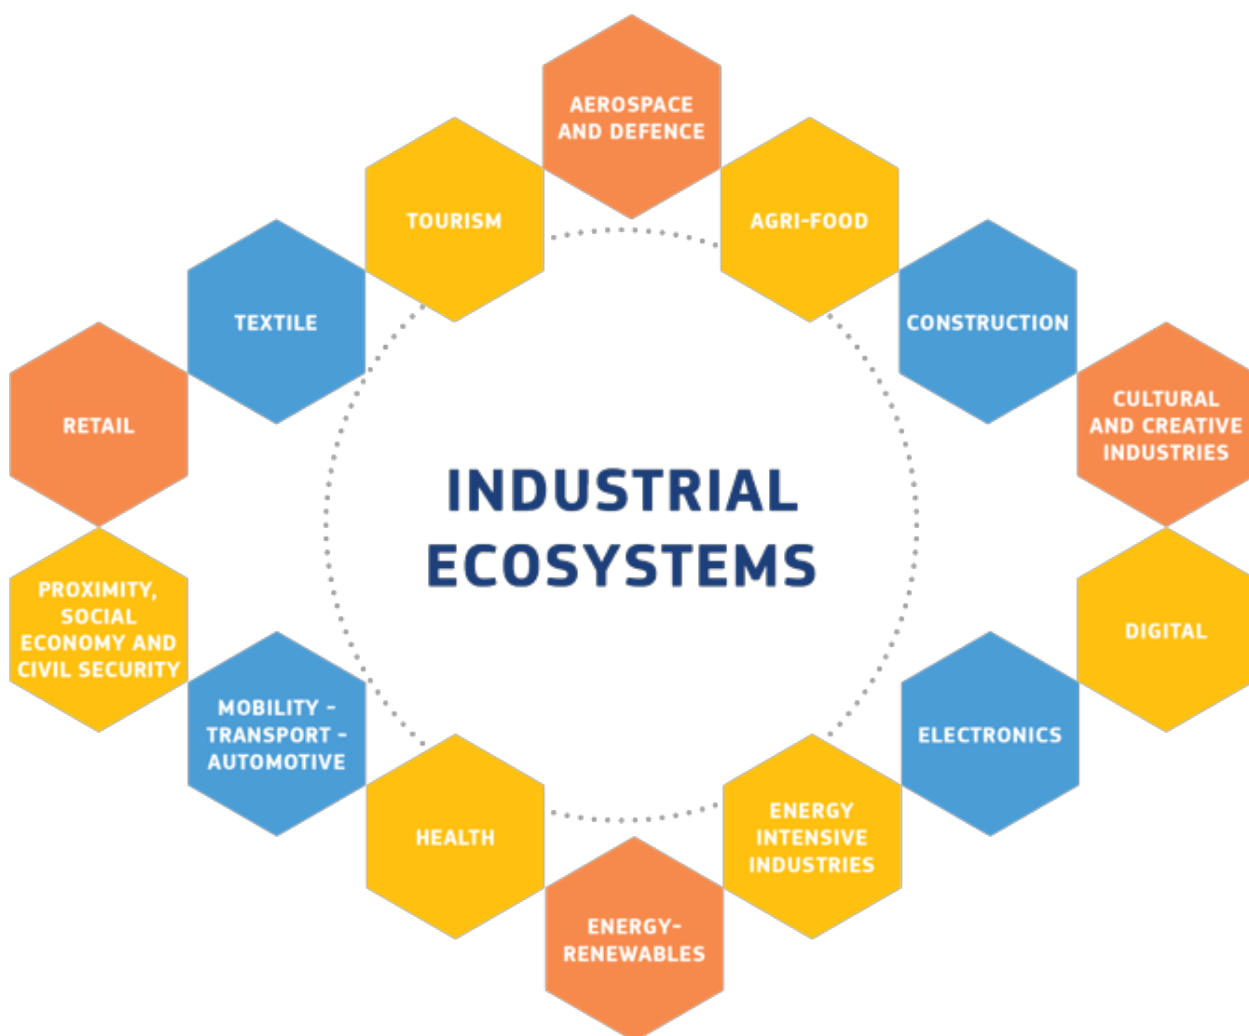 AEROSPACE
AND DEFENCE
TOURISM
AGRI-FOOD
TEXTILE
CONSTRUCTION
RETAIL
CULTURAL
AND CREATIVE
INDUSTRIES
INDUSTRIAL
ECOSYSTEMS
PROXIMITY,
SOCIAL
ECONOMY AND
CIVIL SECURITY
DIGITAL
MOBILITY -
TRANSPORT -
AUTOMOTIVE
ELECTRONICS
HEALTH
ENERGY
INTENSIVE
INDUSTRIES
ENERGY-
RENEWABLES